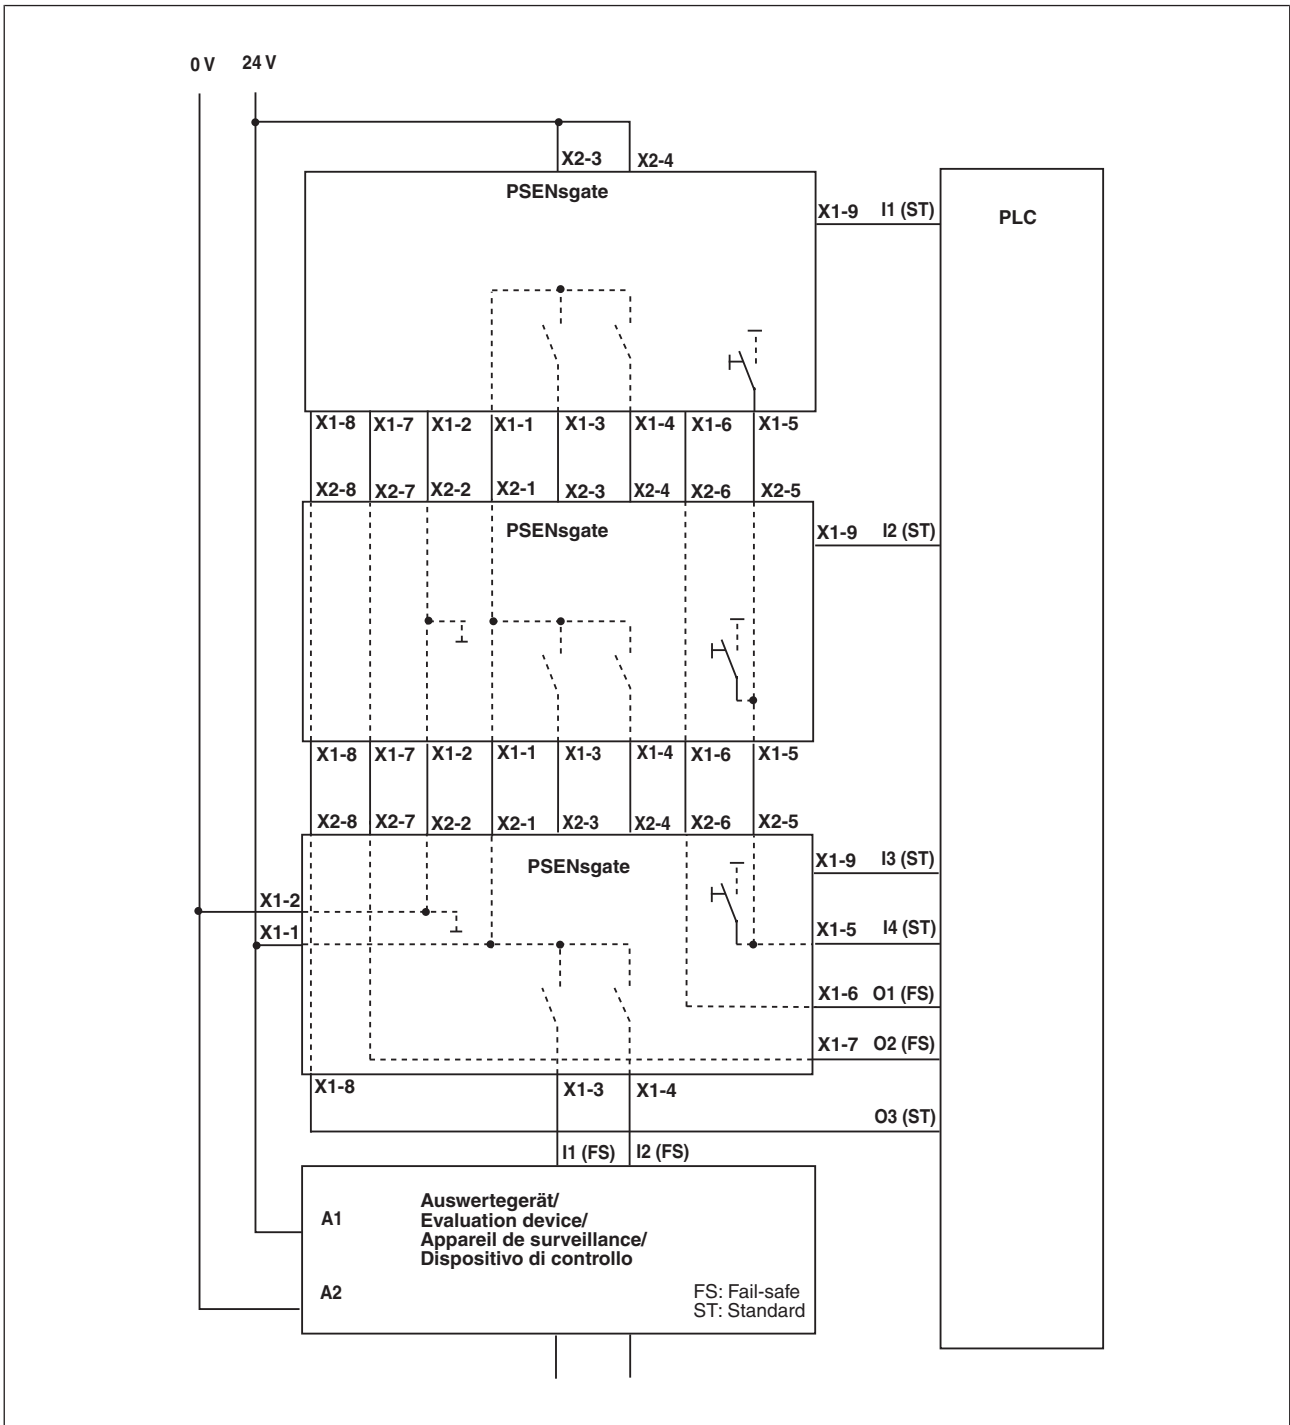 0 V 24 V
X2-3 X2-4
PSENsgate
X1-9 I1 (ST)
PLC
X1-8 X1-7 X1-2 X1-1 X1-3 X1-4 X1-6 X1-5
X2-8 X2-7 X2-2 X2-1 X2-3 X2-4 X2-6 X2-5
PSENsgate
X1-9 I2 (ST)
X1-8 X1-7 X1-2 X1-1 X1-3 X1-4 X1-6 X1-5
X2-8 X2-7 X2-2 X2-1 X2-3 X2-4 X2-6 X2-5
PSENsgate
X1-9 I3 (ST)
X1-2
X1-1
X1-5 I4 (ST)
X1-6 O1 (FS)
X1-7 O2 (FS)
X1-8 X1-3 X1-4
O3 (ST)
I1 (FS) I2 (FS)
A1
Auswertegerät/
Evaluation device/
Appareil de surveillance/
Dispositivo di controllo
A2
FS: Fail-safe
ST: Standard